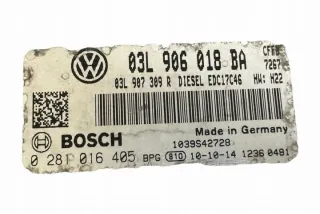 03L 906 018 BA
CFFB
7267
03L 907 309 R DIESEL EDC17C46 HW: H22
BOSCH
Made in Germany
1039S42728
0 281 016 405 BPG 810 10-10-14 1236 0481